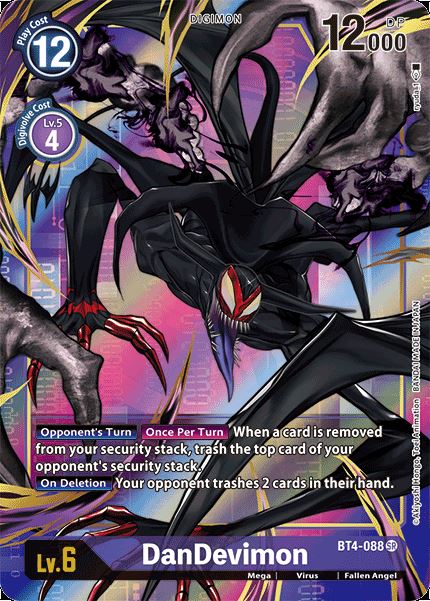 DIGIMON
Play Cost
12
12000 DP
Digivolve Cost
Lv.5
4
ryuda
© Akiyoshi Hongo, Toei Animation BANDAI MADE IN JAPAN
Opponent's Turn Once Per Turn When a card is removed
from your security stack, trash the top card of your
opponent's security stack.
On Deletion Your opponent trashes 2 cards in their hand.
BT4-088 SR
Lv.6 DanDevimon
Mega | Virus | Fallen Angel